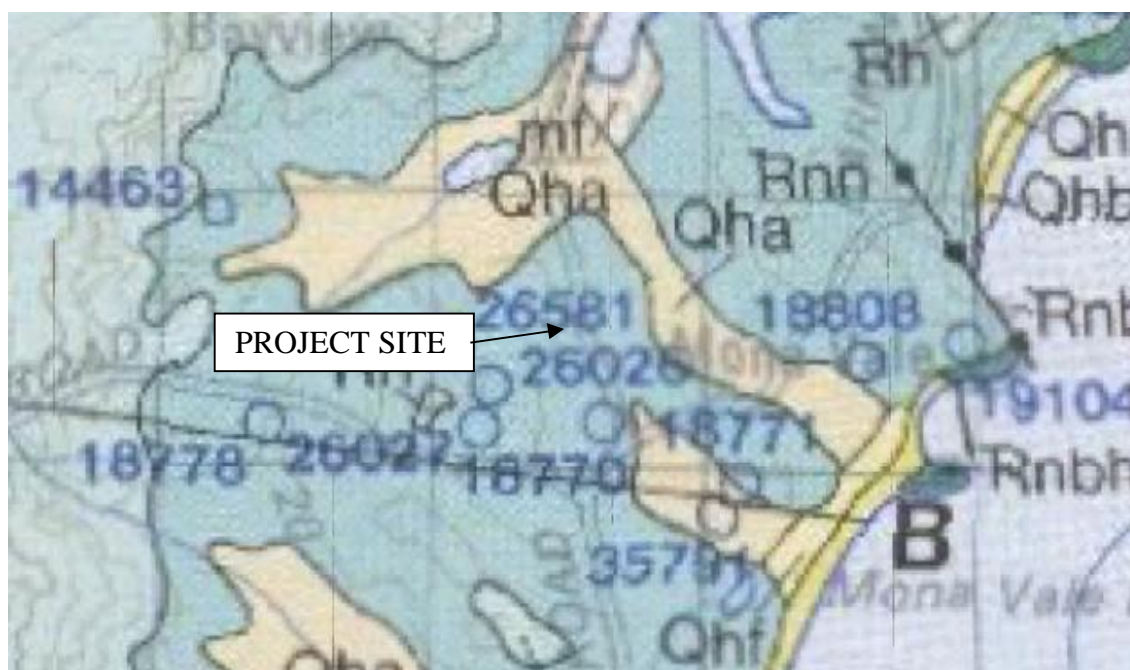 Bayview
Rh
mf
Qh
14463
Rnn
Qha
Qhb
Qha
26581
18808
Rnb
PROJECT SITE
26026
19104
18771
18778
26027
18770
Rnbh
B
35791
Mona Vale
Qhf
Qha